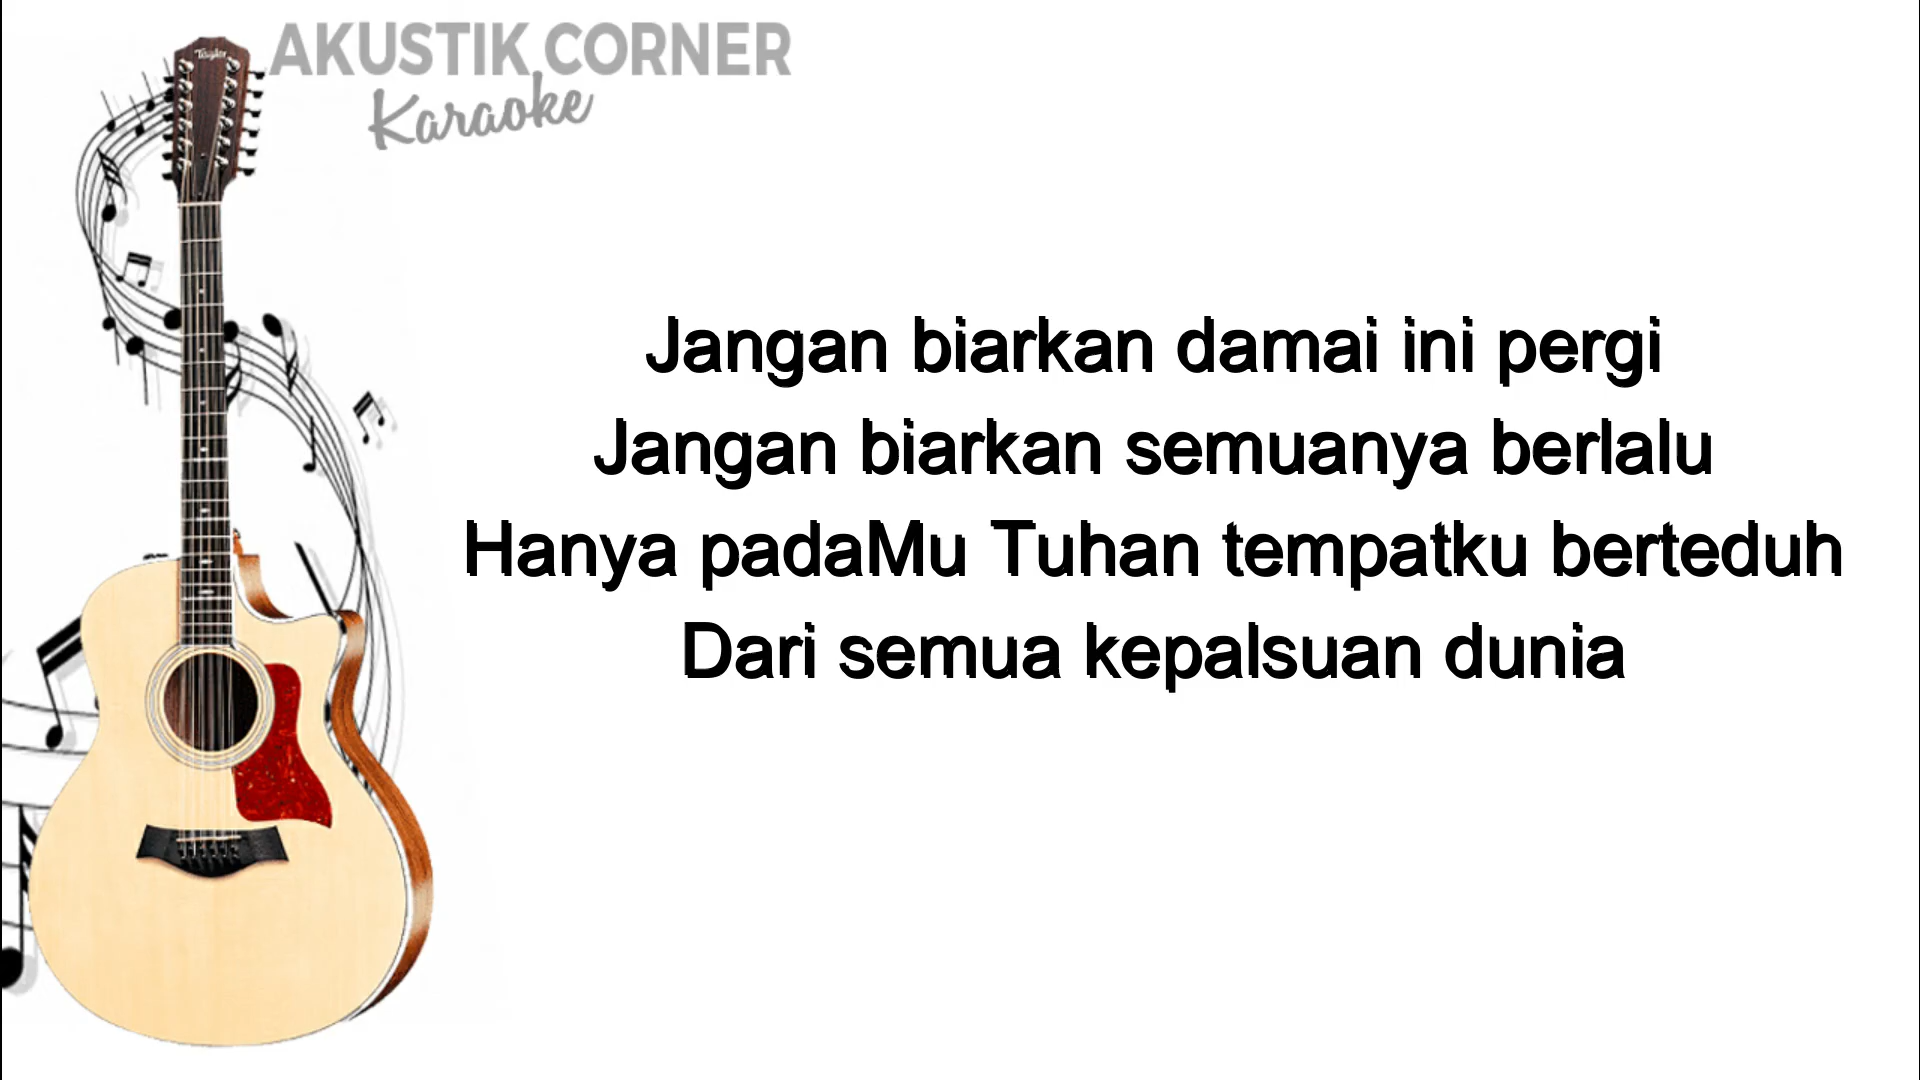 AKUSTIK CORNER
Karaoke
Taylor
Jangan biarkan damai ini pergi
Jangan biarkan semuanya berlalu
Hanya padaMu Tuhan tempatku berteduh
Dari semua kepalsuan dunia